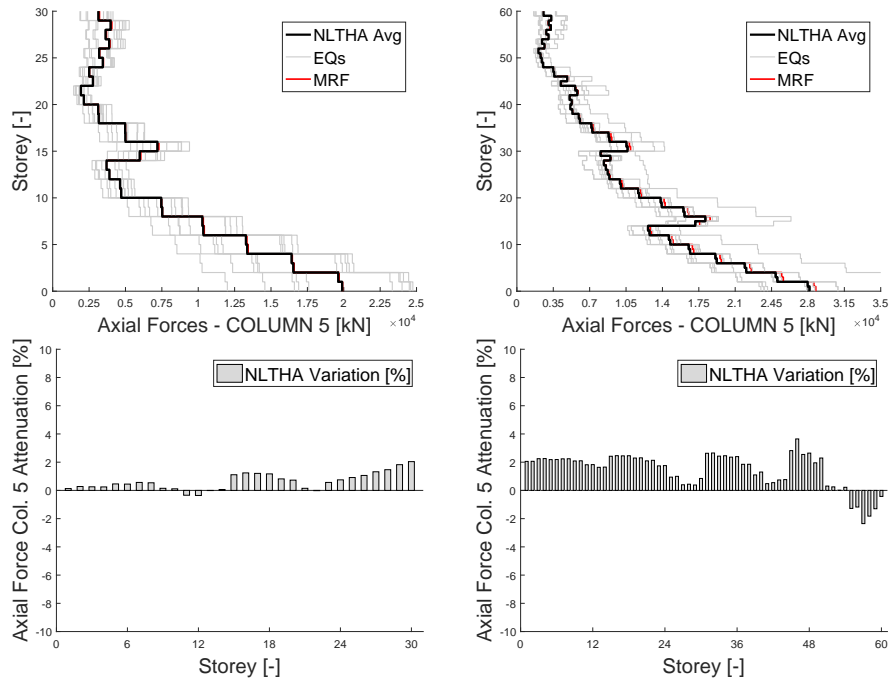 30
25
20
15
10
5
0
Storey [-]
NLTHA Avg
EQs
MRF
0 0.25 0.5 0.75 1 1.25 1.5 1.75 2 2.25 2.5
Axial Forces - COLUMN 5 [kN] ×10⁴
60
50
40
30
20
10
0
Storey [-]
NLTHA Avg
EQs
MRF
0 0.35 0.7 1.05 1.4 1.75 2.1 2.45 2.8 3.15 3.5
Axial Forces - COLUMN 5 [kN] ×10⁴
10
8
6
4
2
0
-2
-4
-6
-8
-10
Axial Force Col. 5 Attenuation [%]
NLTHA Variation [%]
0 6 12 18 24 30
Storey [-]
10
8
6
4
2
0
-2
-4
-6
-8
-10
Axial Force Col. 5 Attenuation [%]
NLTHA Variation [%]
0 12 24 36 48 60
Storey [-]